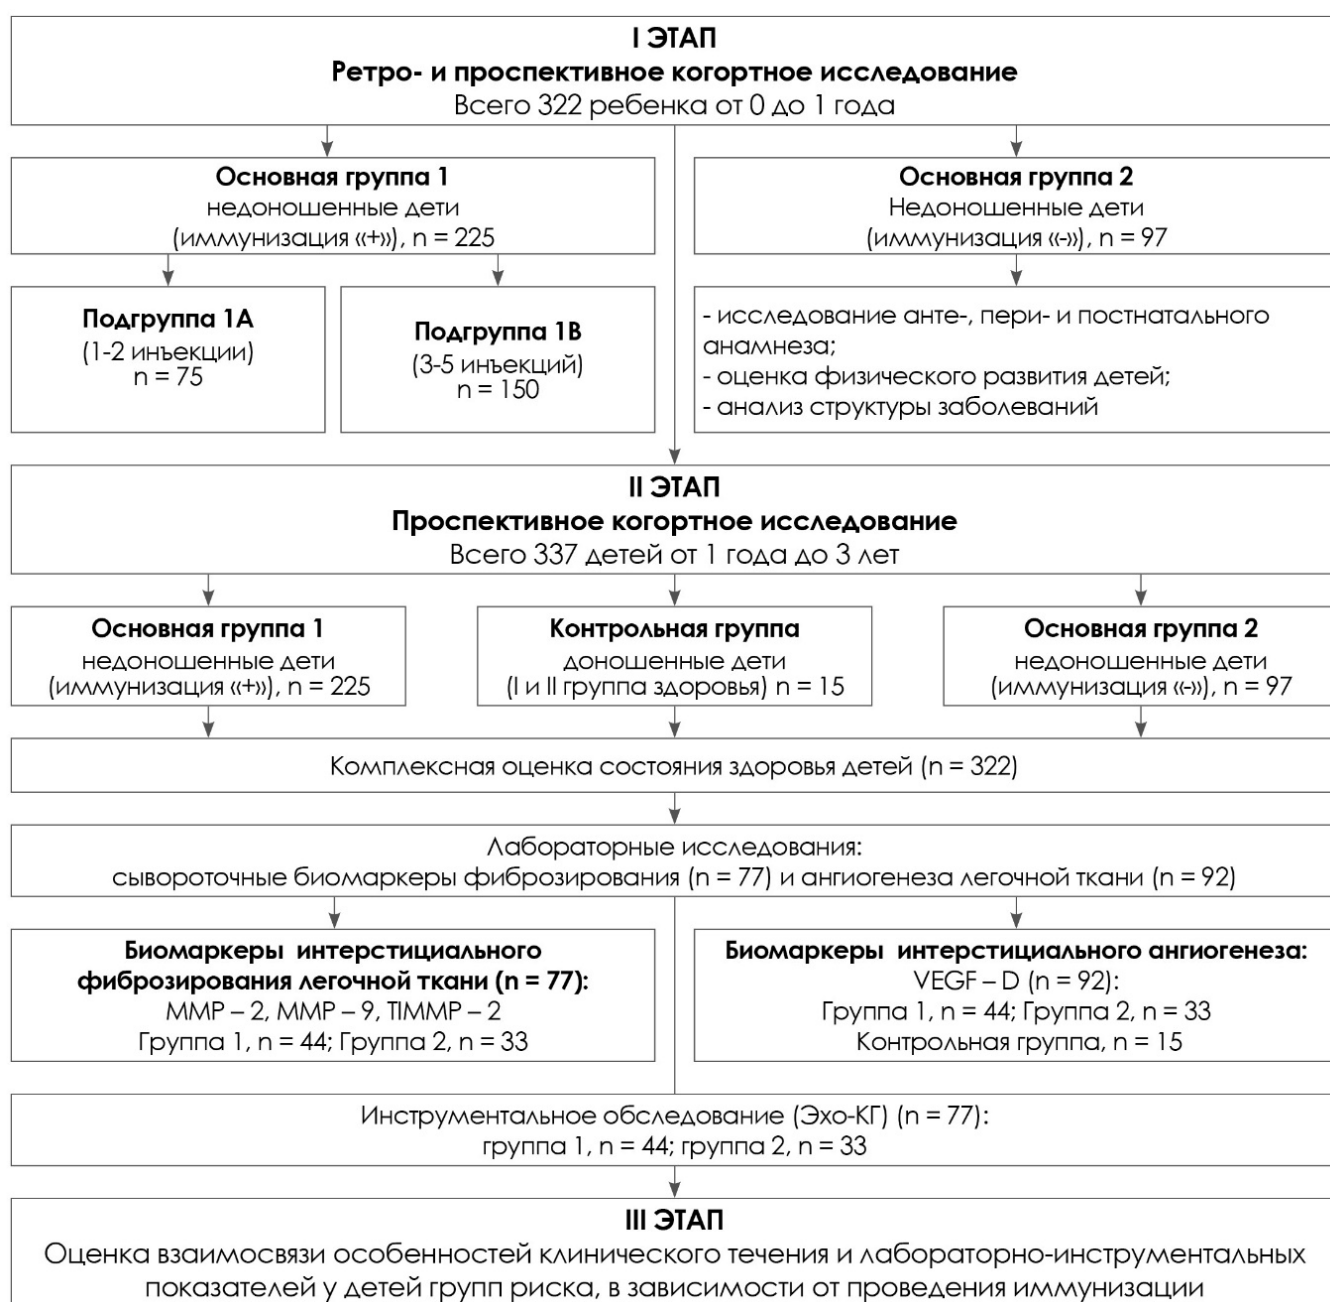 I ЭТАП
Ретро- и проспективное когортное исследование
Всего 322 ребенка от 0 до 1 года
Основная группа 1
недоношенные дети
(иммунизация «+»), n = 225
Основная группа 2
Недоношенные дети
(иммунизация «-»), n = 97
Подгруппа 1А
(1-2 инъекции)
n = 75
Подгруппа 1В
(3-5 инъекций)
n = 150
- исследование анте-, пери- и постнатального
анамнеза;
- оценка физического развития детей;
- анализ структуры заболеваний
II ЭТАП
Проспективное когортное исследование
Всего 337 детей от 1 года до 3 лет
Основная группа 1
недоношенные дети
(иммунизация «+»), n = 225
Контрольная группа
доношенные дети
(I и II группа здоровья) n = 15
Основная группа 2
недоношенные дети
(иммунизация «-»), n = 97
Комплексная оценка состояния здоровья детей (n = 322)
Лабораторные исследования:
сывороточные биомаркеры фиброзирования (n = 77) и ангиогенеза легочной ткани (n = 92)
Биомаркеры интерстициального
фиброзирования легочной ткани (n = 77):
MMP – 2, MMP – 9, TIMMP – 2
Группа 1, n = 44; Группа 2, n = 33
Биомаркеры интерстициального ангиогенеза:
VEGF – D (n = 92):
Группа 1, n = 44; Группа 2, n = 33
Контрольная группа, n = 15
Инструментальное обследование (Эхо-КГ) (n = 77):
группа 1, n = 44; группа 2, n = 33
III ЭТАП
Оценка взаимосвязи особенностей клинического течения и лабораторно-инструментальных
показателей у детей групп риска, в зависимости от проведения иммунизации